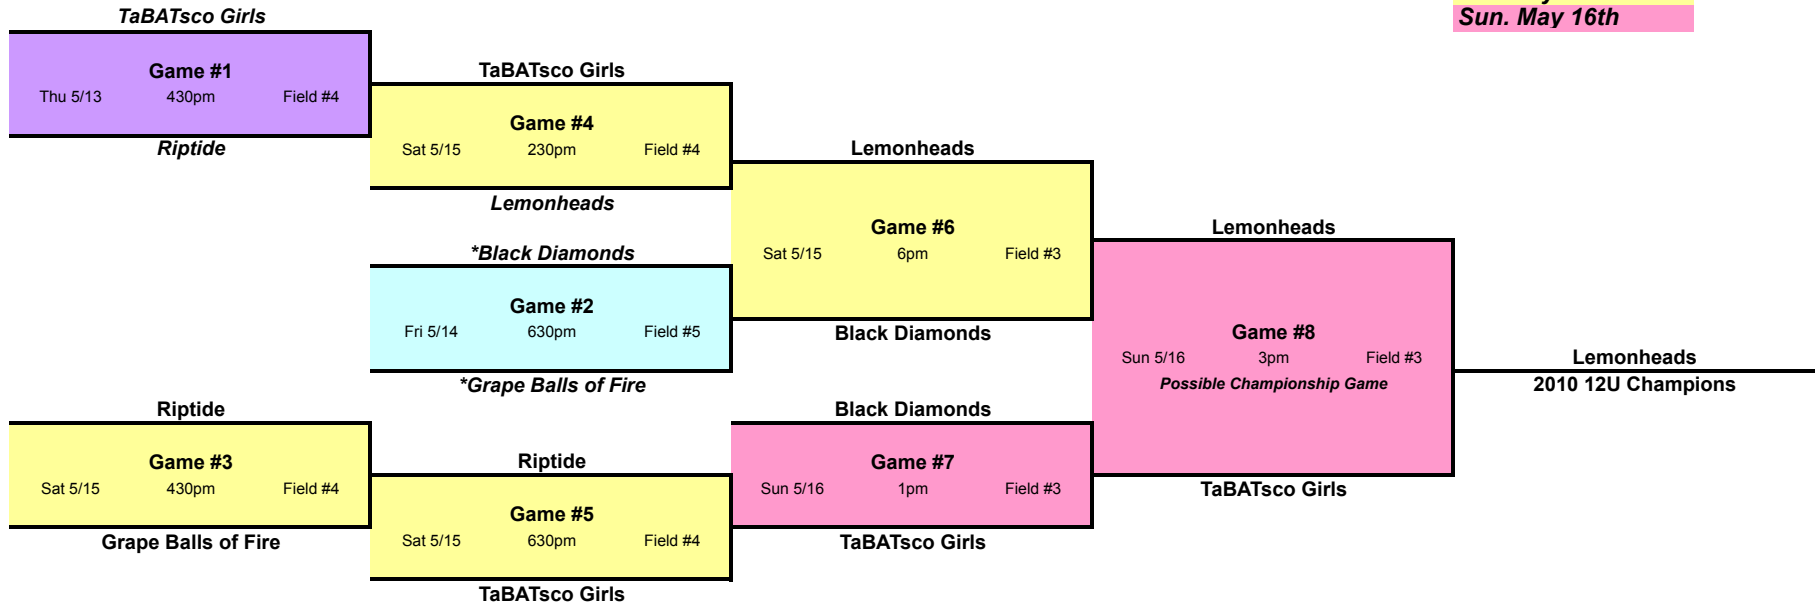 TaBATsco Girls
Sun. May 16th
Game #1
Thu 5/13 430pm Field #4
Riptide
TaBATsco Girls
Game #4
Sat 5/15 230pm Field #4
Lemonheads
*Black Diamonds
Game #2
Fri 5/14 630pm Field #5
*Grape Balls of Fire
Lemonheads
Game #6
Sat 5/15 6pm Field #3
Black Diamonds
Riptide
Game #3
Sat 5/15 430pm Field #4
Grape Balls of Fire
Riptide
Game #5
Sat 5/15 630pm Field #4
TaBATsco Girls
Black Diamonds
Game #7
Sun 5/16 1pm Field #3
TaBATsco Girls
Lemonheads
Game #8
Sun 5/16 3pm Field #3
Possible Championship Game
TaBATsco Girls
Lemonheads
2010 12U Champions